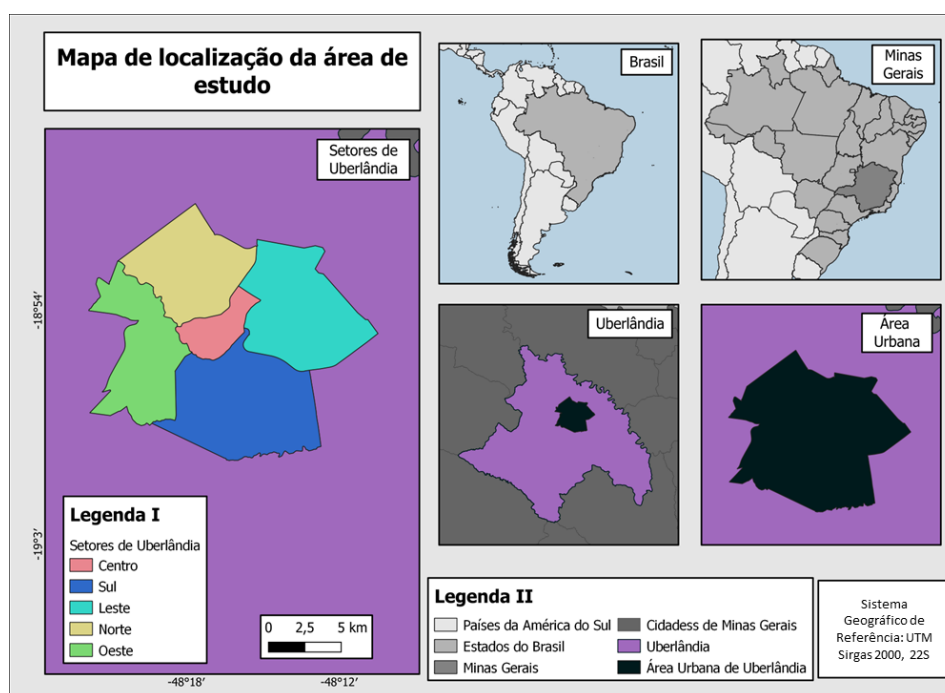 Mapa de localização da área de
estudo
Setores de
Uberlândia
-18°54′
-19°3′
Legenda I
Setores de Uberlândia
Centro
Sul
Leste
Norte
Oeste
0 2,5 5 km
-48°18′ -48°12′
Brasil
Minas
Gerais
Uberlândia
Área
Urbana
Legenda II
Países da América do Sul
Estados do Brasil
Minas Gerais
Cidadess de Minas Gerais
Uberlândia
Área Urbana de Uberlândia
Sistema
Geográfico de
Referência: UTM
Sirgas 2000, 22S